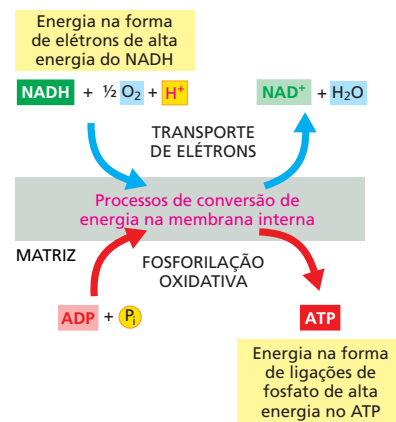 Energia na forma
de elétrons de alta
energia do NADH
NADH + ½ O₂ + H⁺
NAD⁺ + H₂O
TRANSPORTE
DE ELÉTRONS
Processos de conversão de
energia na membrana interna
MATRIZ
FOSFORILAÇÃO
OXIDATIVA
ADP + Pi
ATP
Energia na forma
de ligações de
fosfato de alta
energia no ATP